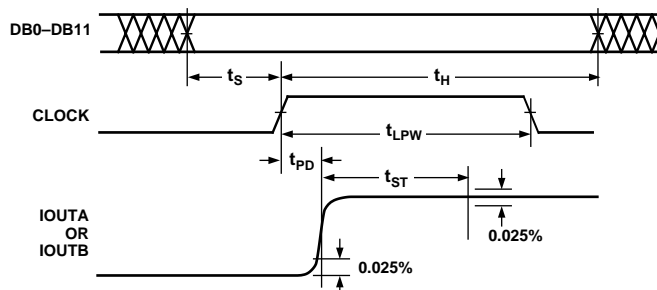 DB0–DB11
tS
tH
CLOCK
tLPW
tPD
tST
IOUTA
OR
IOUTB
0.025%
0.025%